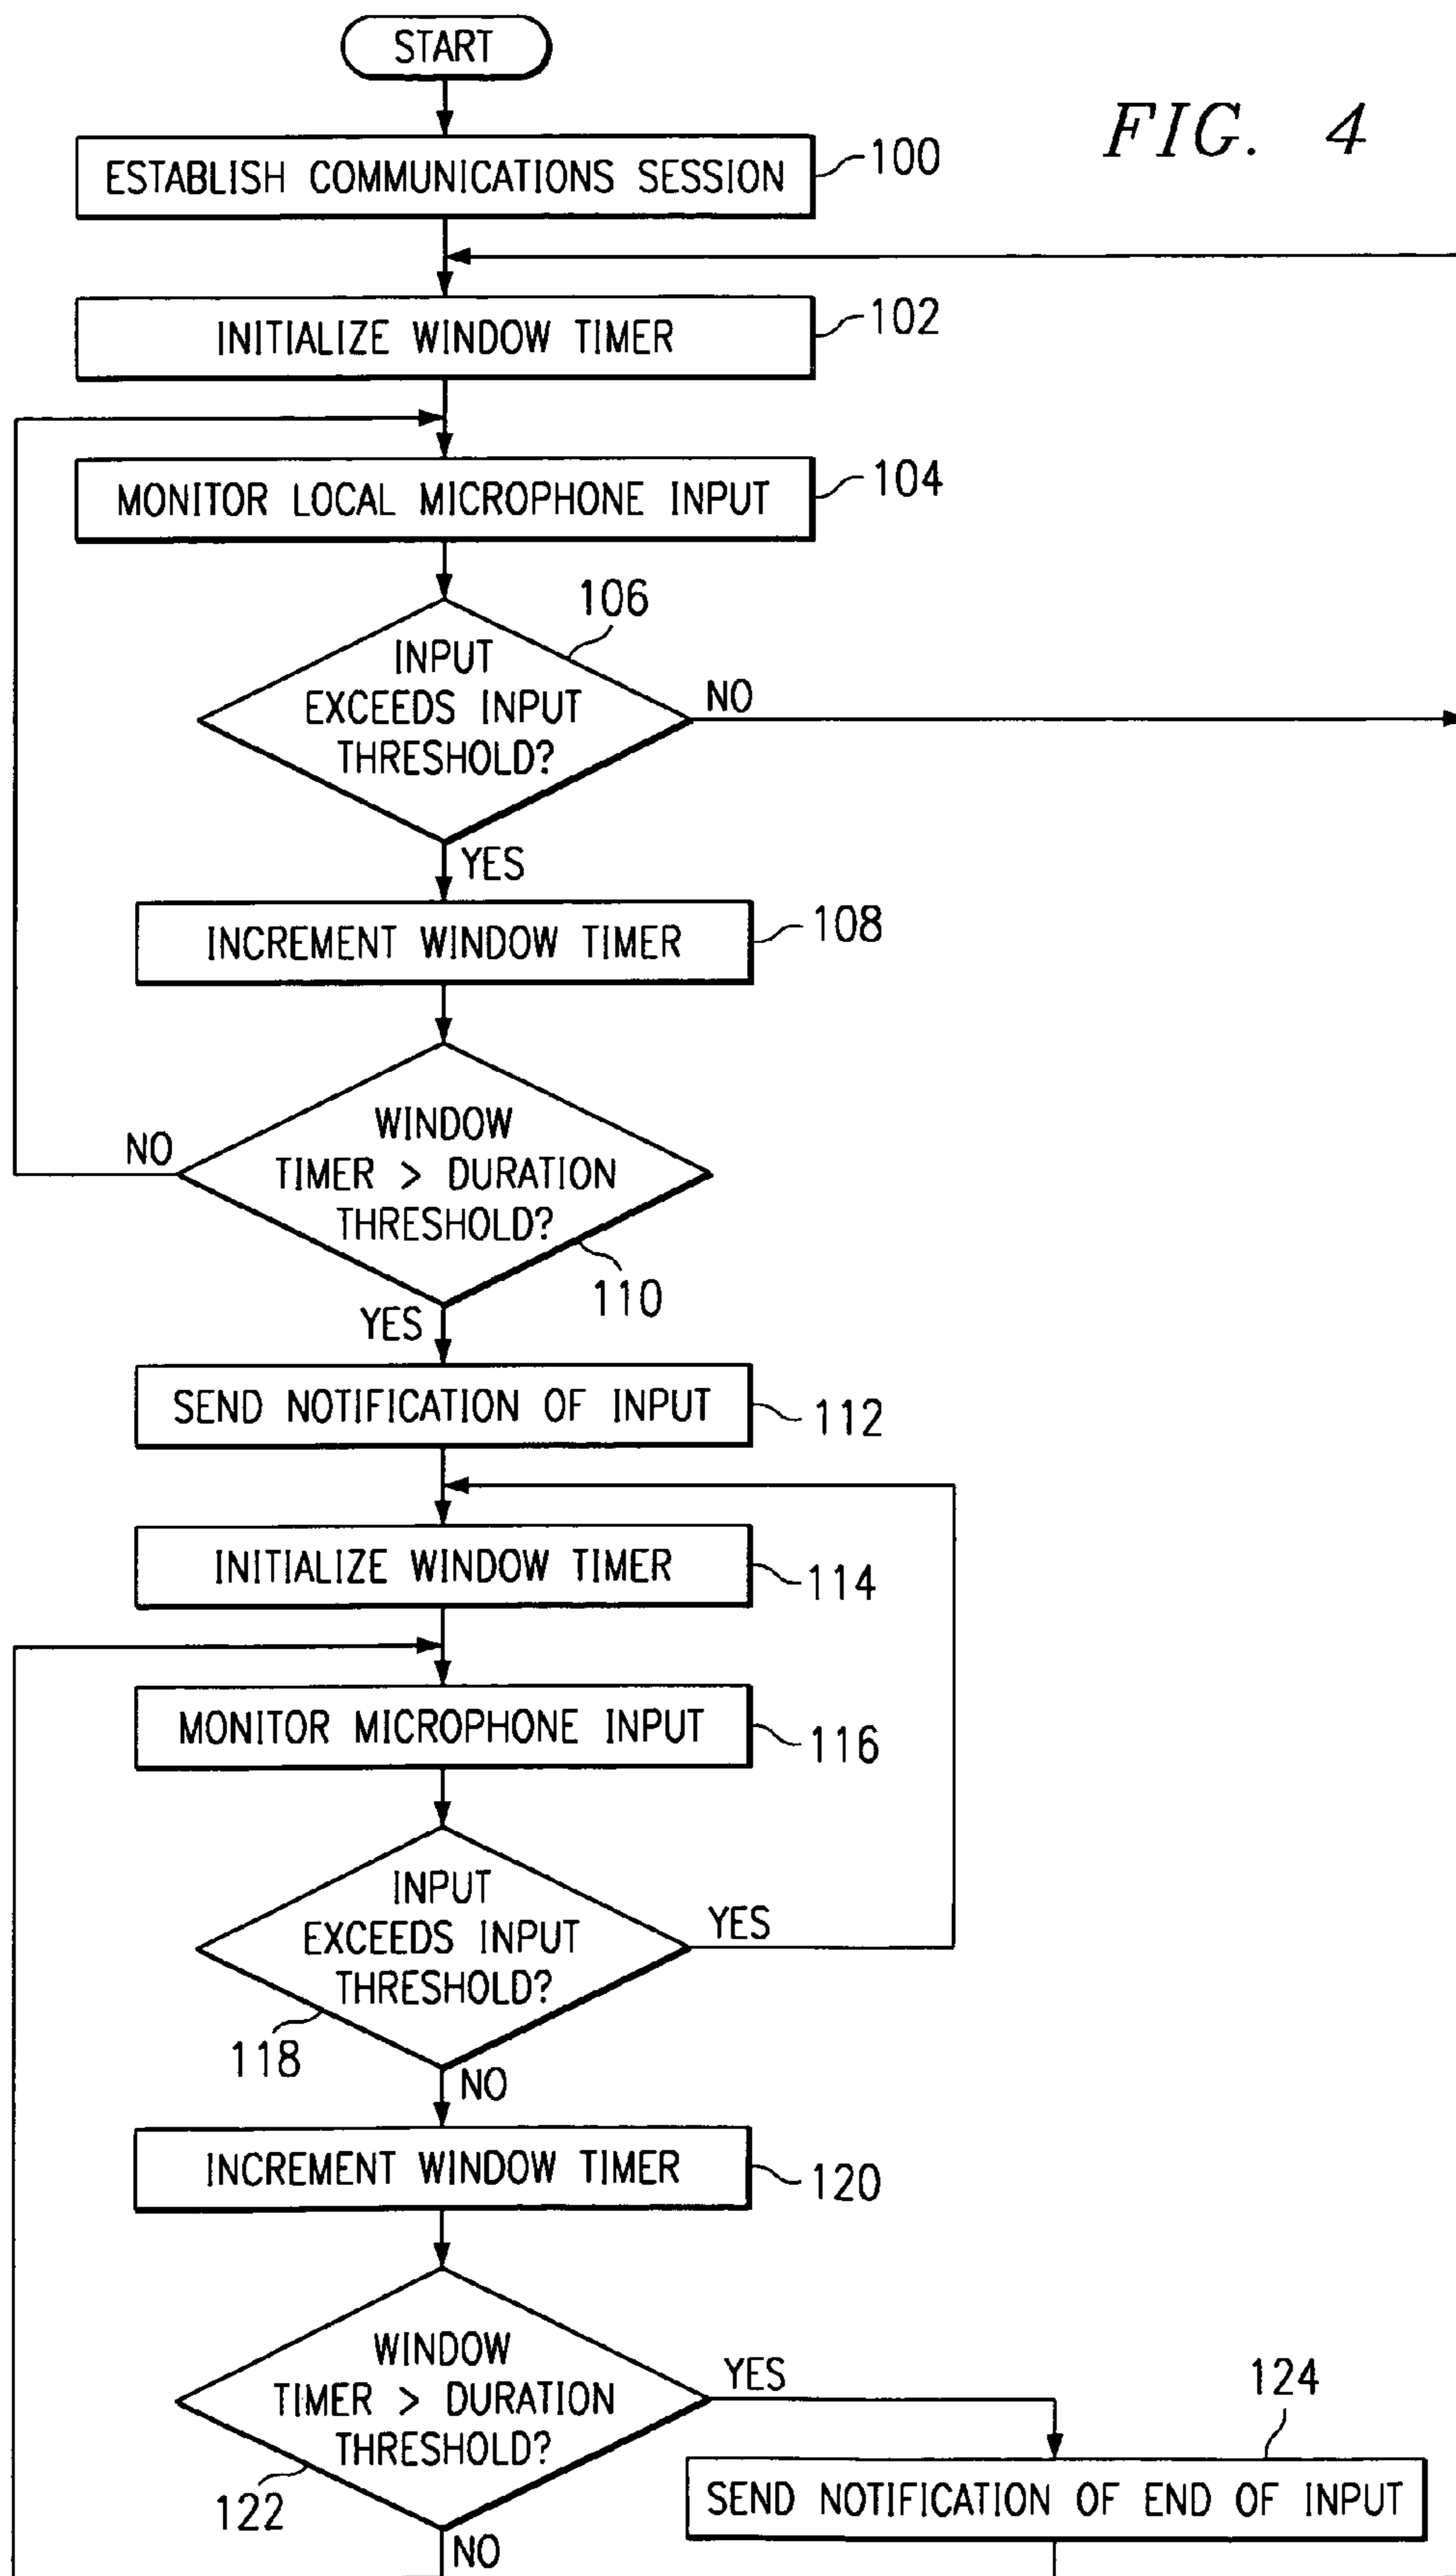 START
FIG. 4
ESTABLISH COMMUNICATIONS SESSION
100
INITIALIZE WINDOW TIMER
102
MONITOR LOCAL MICROPHONE INPUT
104
106
INPUT
EXCEEDS INPUT
THRESHOLD?
NO
YES
INCREMENT WINDOW TIMER
108
WINDOW
TIMER > DURATION
THRESHOLD?
NO
110
YES
SEND NOTIFICATION OF INPUT
112
INITIALIZE WINDOW TIMER
114
MONITOR MICROPHONE INPUT
116
INPUT
EXCEEDS INPUT
THRESHOLD?
YES
118
NO
INCREMENT WINDOW TIMER
120
WINDOW
TIMER > DURATION
THRESHOLD?
YES
124
122
SEND NOTIFICATION OF END OF INPUT
NO